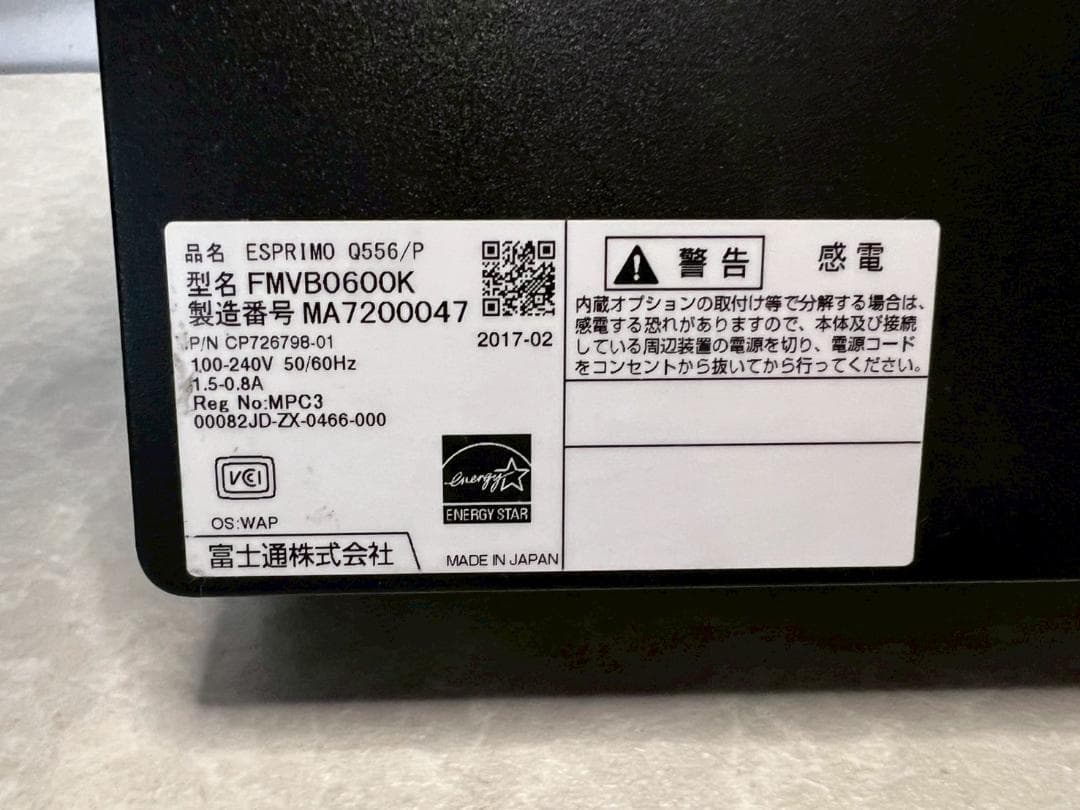 品名 ESPRIMO Q556/P
型名 FMVB0600K
製造番号 MA7200047
P/N CP726798-01
2017-02
100-240V 50/60Hz
1.5-0.8A
Reg No:MPC3
00082JD-ZX-0466-000
VCI
energy
ENERGY STAR
OS:WAP
富士通株式会社
MADE IN JAPAN
警告 感電
内蔵オプションの取付け等で分解する場合は、
感電する恐れがありますので、本体及び接続
している周辺装置の電源を切り、電源コード
をコンセントから抜いてから行ってください。